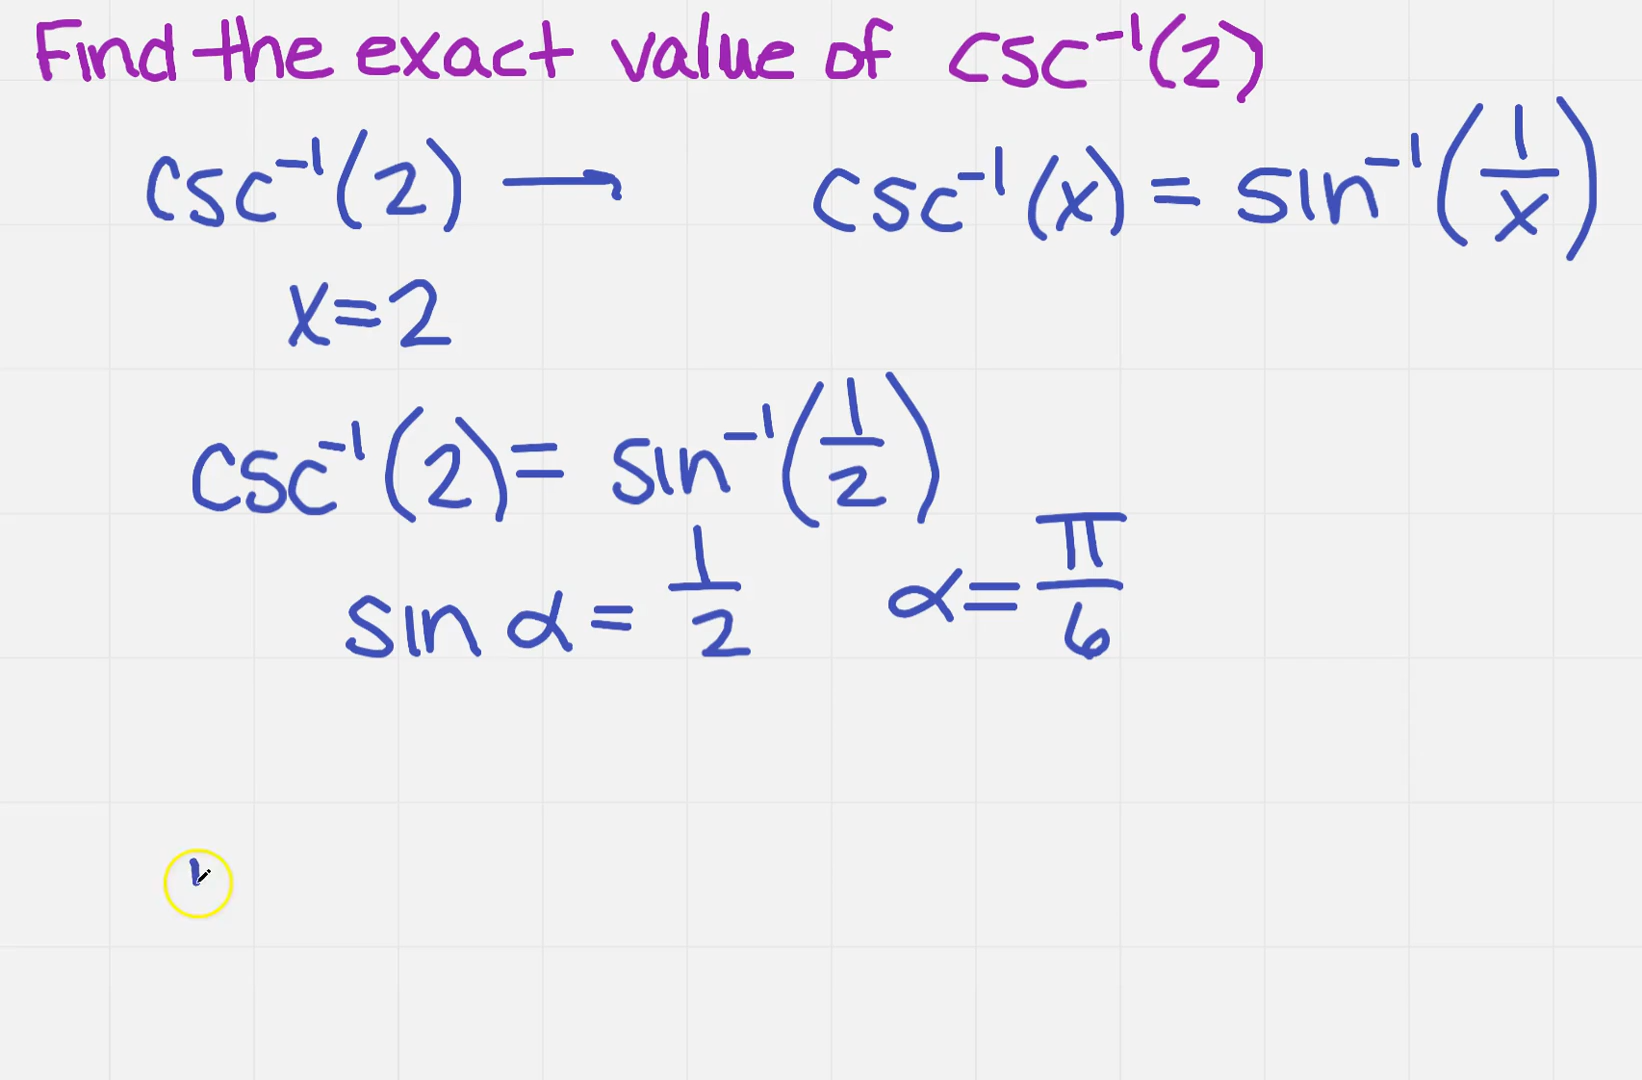 Find the exact value of csc⁻¹(2)
csc⁻¹(2) → csc⁻¹(x) = sin⁻¹(1/x)
x=2
csc⁻¹(2) = sin⁻¹(1/2)
sin α = 1/2 α = π/6